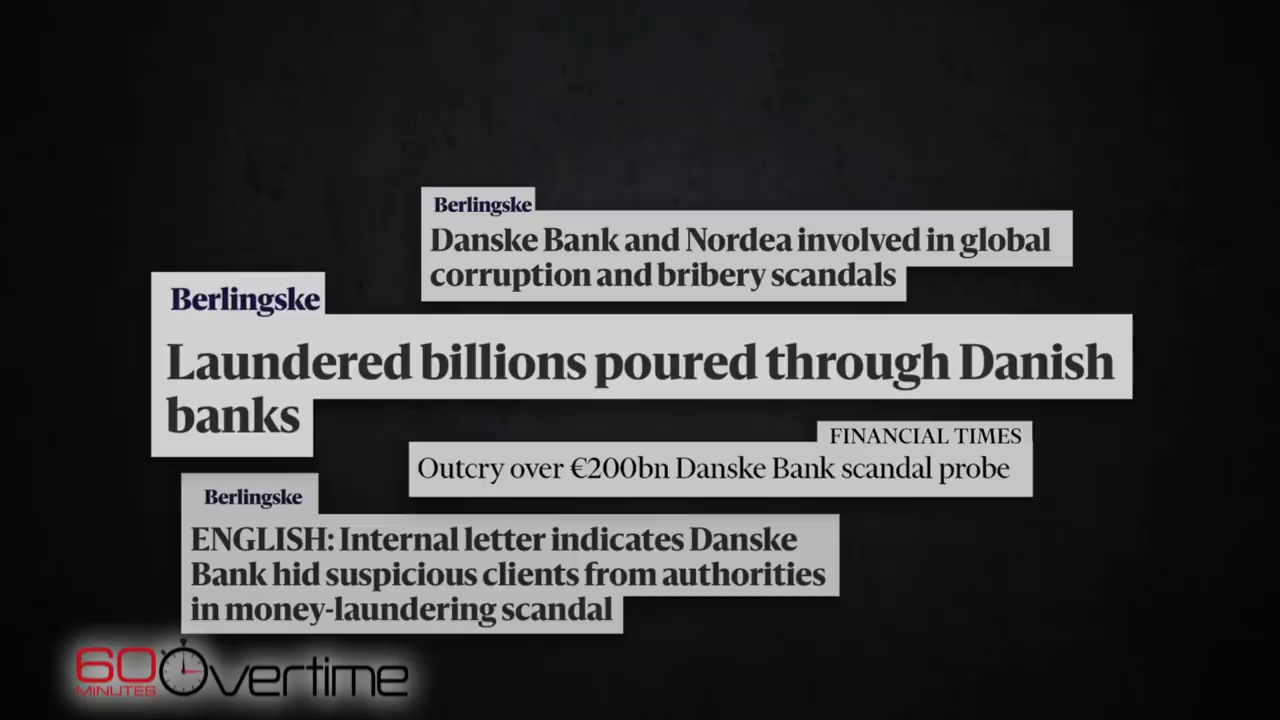 Berlingske
Danske Bank and Nordea involved in global
corruption and bribery scandals
Berlingske
Laundered billions poured through Danish
banks
FINANCIAL TIMES
Outcry over €200bn Danske Bank scandal probe
Berlingske
ENGLISH: Internal letter indicates Danske
Bank hid suspicious clients from authorities
in money-laundering scandal
60 Overtime
MINUTES